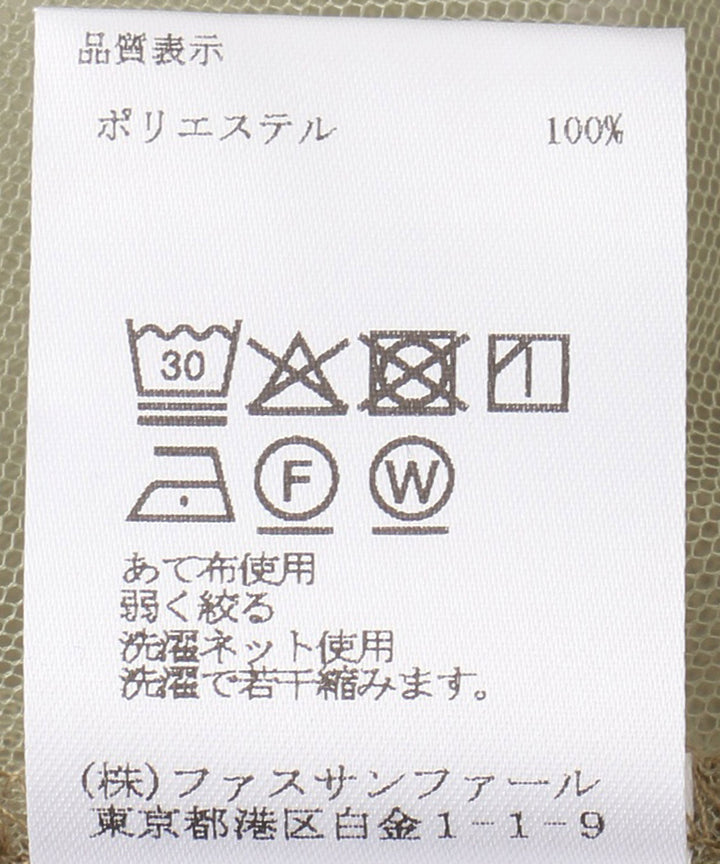 品質表示
ポリエステル 100%
30
F W
あて布使用
弱く絞る
洗濯ネット使用
洗濯で若干縮みます。
(株)ファスサンファール
東京都港区白金1-1-9